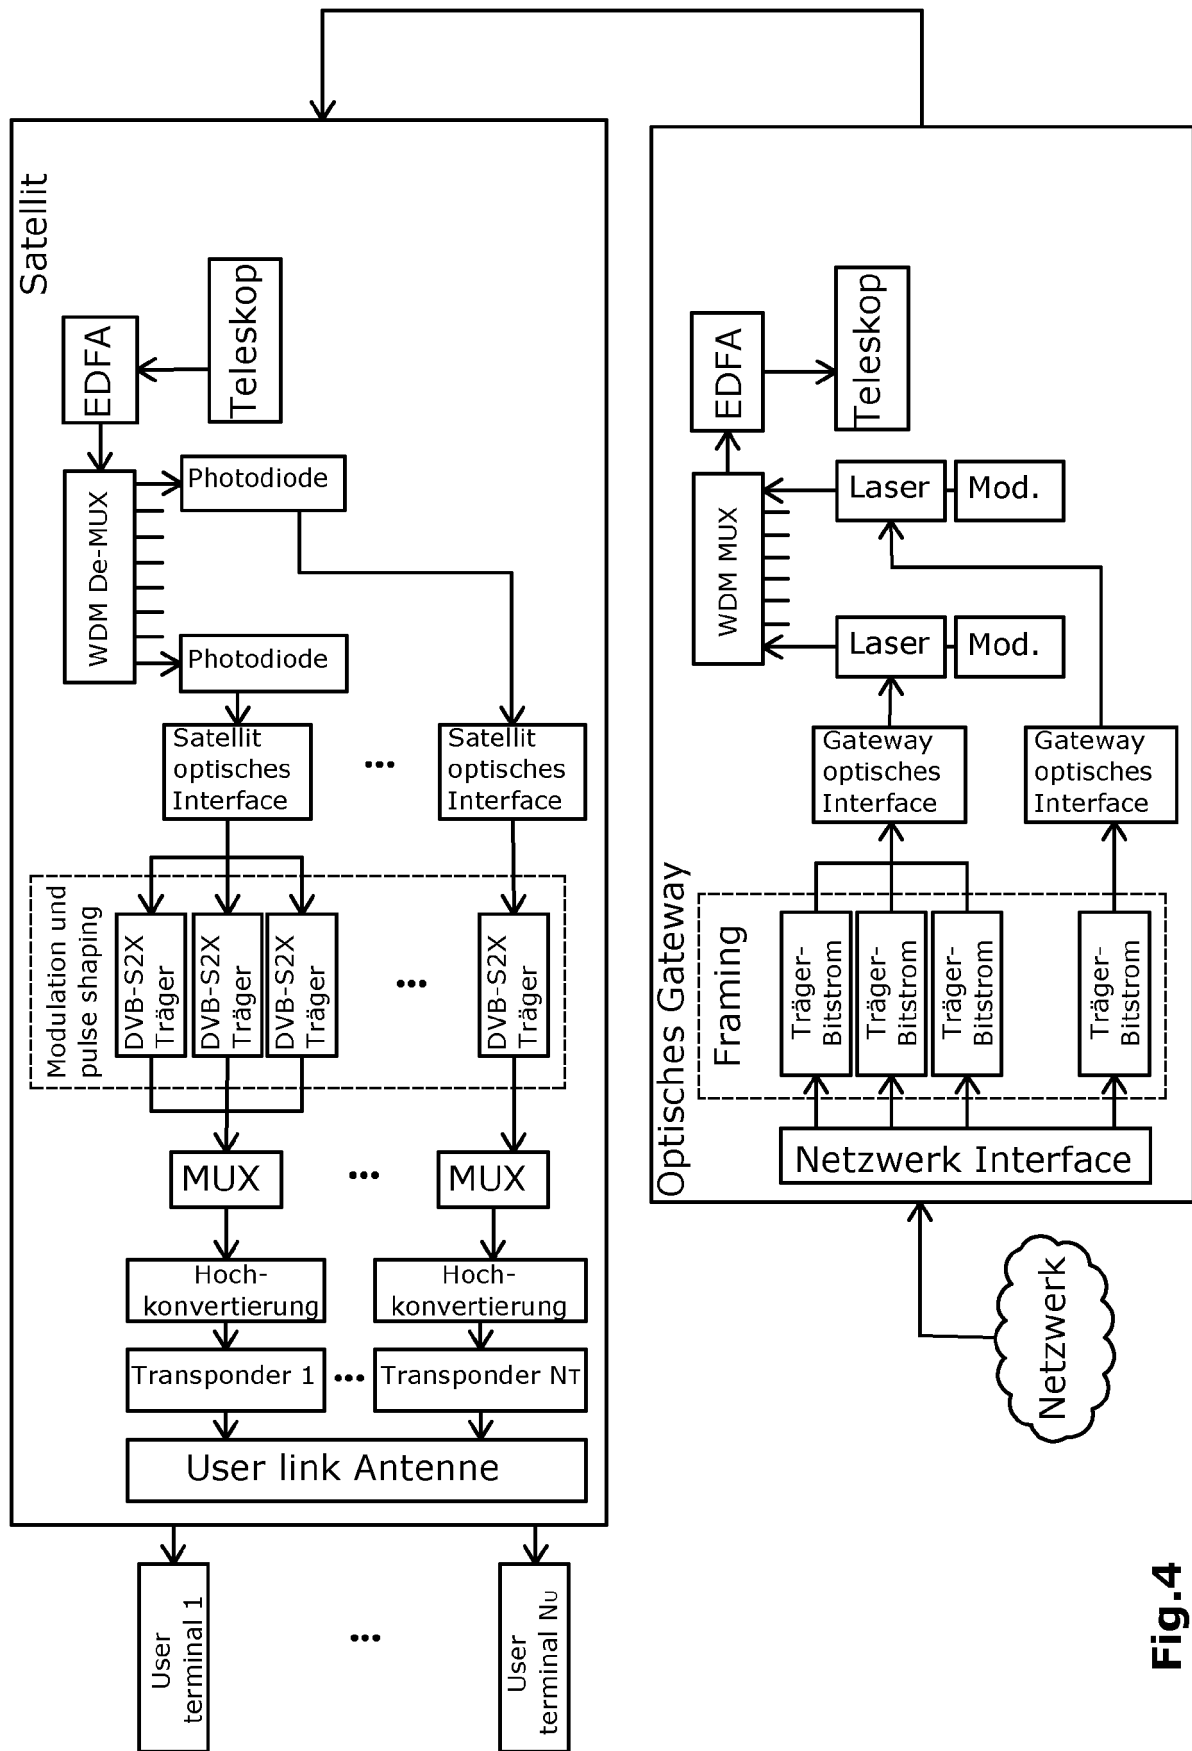 Satellit
EDFA
Teleskop
WDM De-MUX
Photodiode
Photodiode
Satellit
optisches
Interface
...
Satellit
optisches
Interface
Modulation und
pulse shaping
DVB-S2X
Träger
DVB-S2X
Träger
DVB-S2X
Träger
...
DVB-S2X
Träger
MUX
...
MUX
Hoch-
konvertierung
Hoch-
konvertierung
Transponder 1
...
Transponder NT
User link Antenne
User
terminal 1
...
User
terminal NU
Optisches Gateway
EDFA
Teleskop
WDM MUX
Laser
Mod.
Laser
Mod.
Gateway
optisches
Interface
Gateway
optisches
Interface
Framing
Träger-
Bitstrom
Träger-
Bitstrom
Träger-
Bitstrom
Träger-
Bitstrom
Netzwerk Interface
Netzwerk
Fig.4